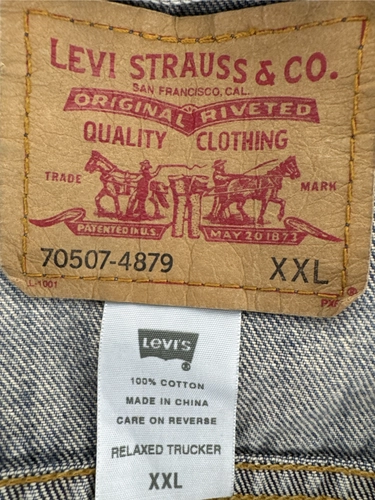 LEVI STRAUSS & CO.
SAN FRANCISCO, CAL.
ORIGINAL RIVETED
QUALITY CLOTHING
TRADE MARK
PATENTED IN U.S. MAY 20 1873
70507-4879 XXL
L-1001
®
Levi's
®
100% COTTON
MADE IN CHINA
CARE ON REVERSE
RELAXED TRUCKER
XXL